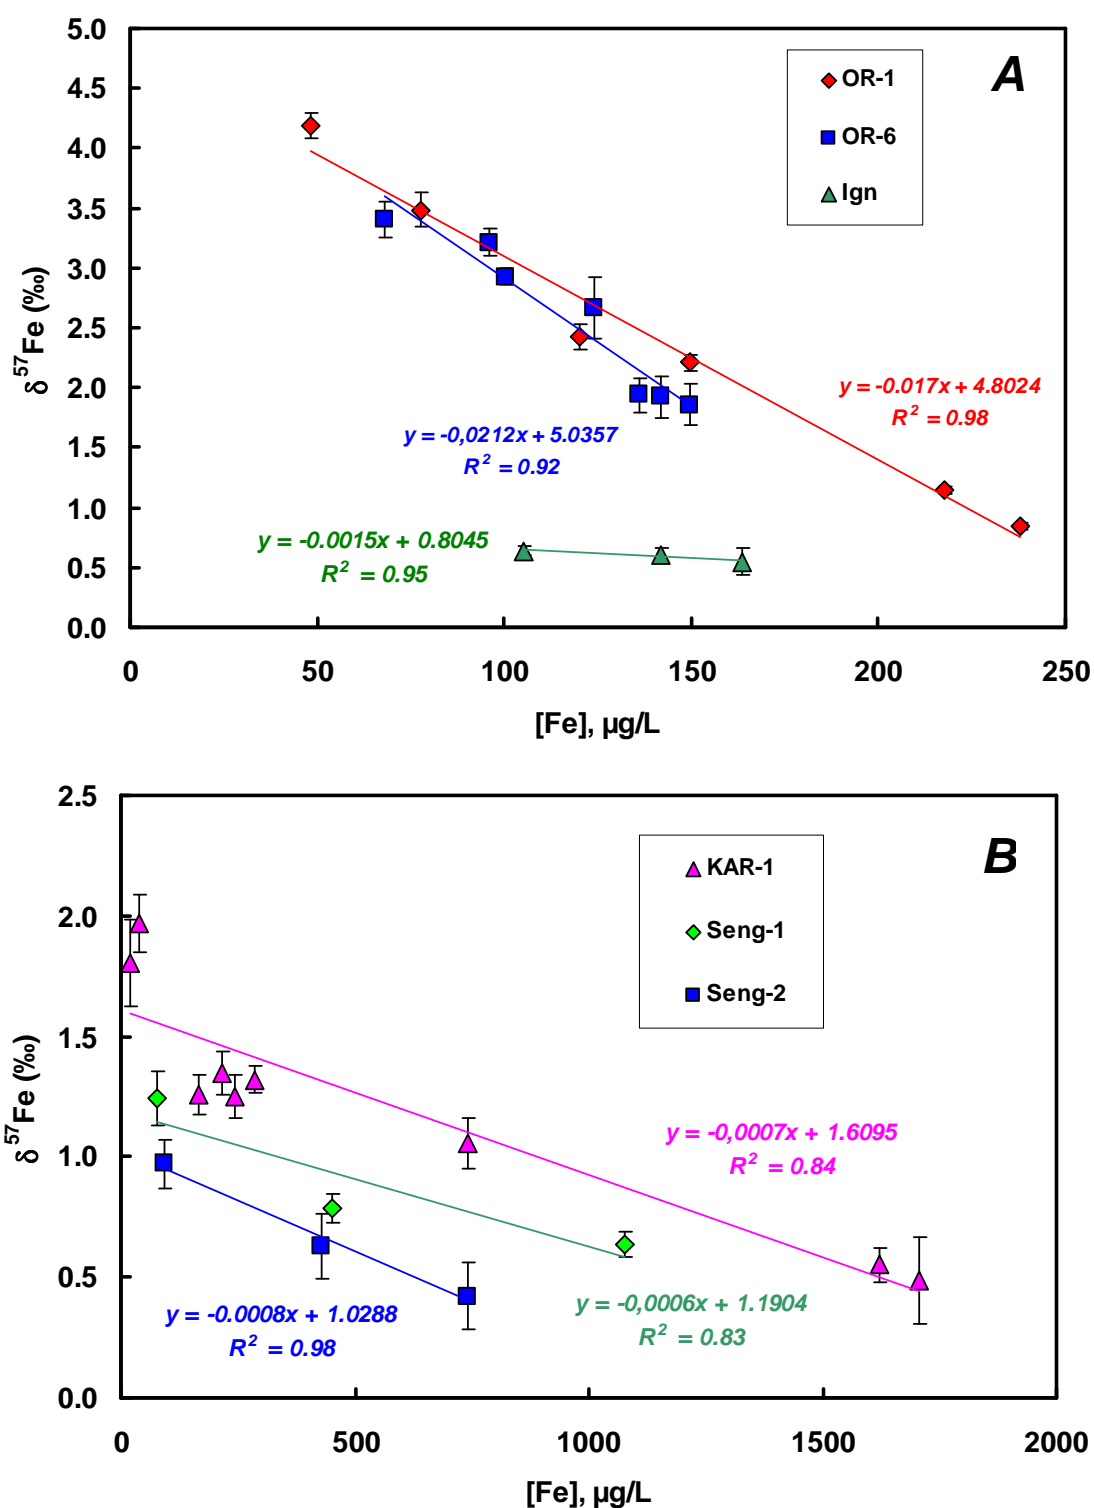 5.0
4.5
4.0
3.5
3.0
2.5
2.0
1.5
1.0
0.5
0.0
δ ⁵⁷Fe (‰)
A
OR-1
OR-6
Ign
y = -0.017x + 4.8024
R² = 0.98
y = -0,0212x + 5.0357
R² = 0.92
y = -0.0015x + 0.8045
R² = 0.95
0 50 100 150 200 250
[Fe], µg/L
2.5
2.0
1.5
1.0
0.5
0.0
δ ⁵⁷Fe (‰)
B
KAR-1
Seng-1
Seng-2
y = -0,0007x + 1.6095
R² = 0.84
y = -0.0008x + 1.0288
R² = 0.98
y = -0,0006x + 1.1904
R² = 0.83
0 500 1000 1500 2000
[Fe], µg/L